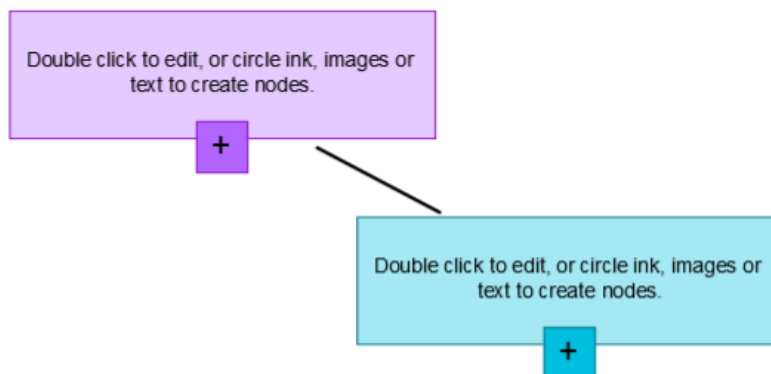 Double click to edit, or circle ink, images or
text to create nodes.
+
Double click to edit, or circle ink, images or
text to create nodes.
+